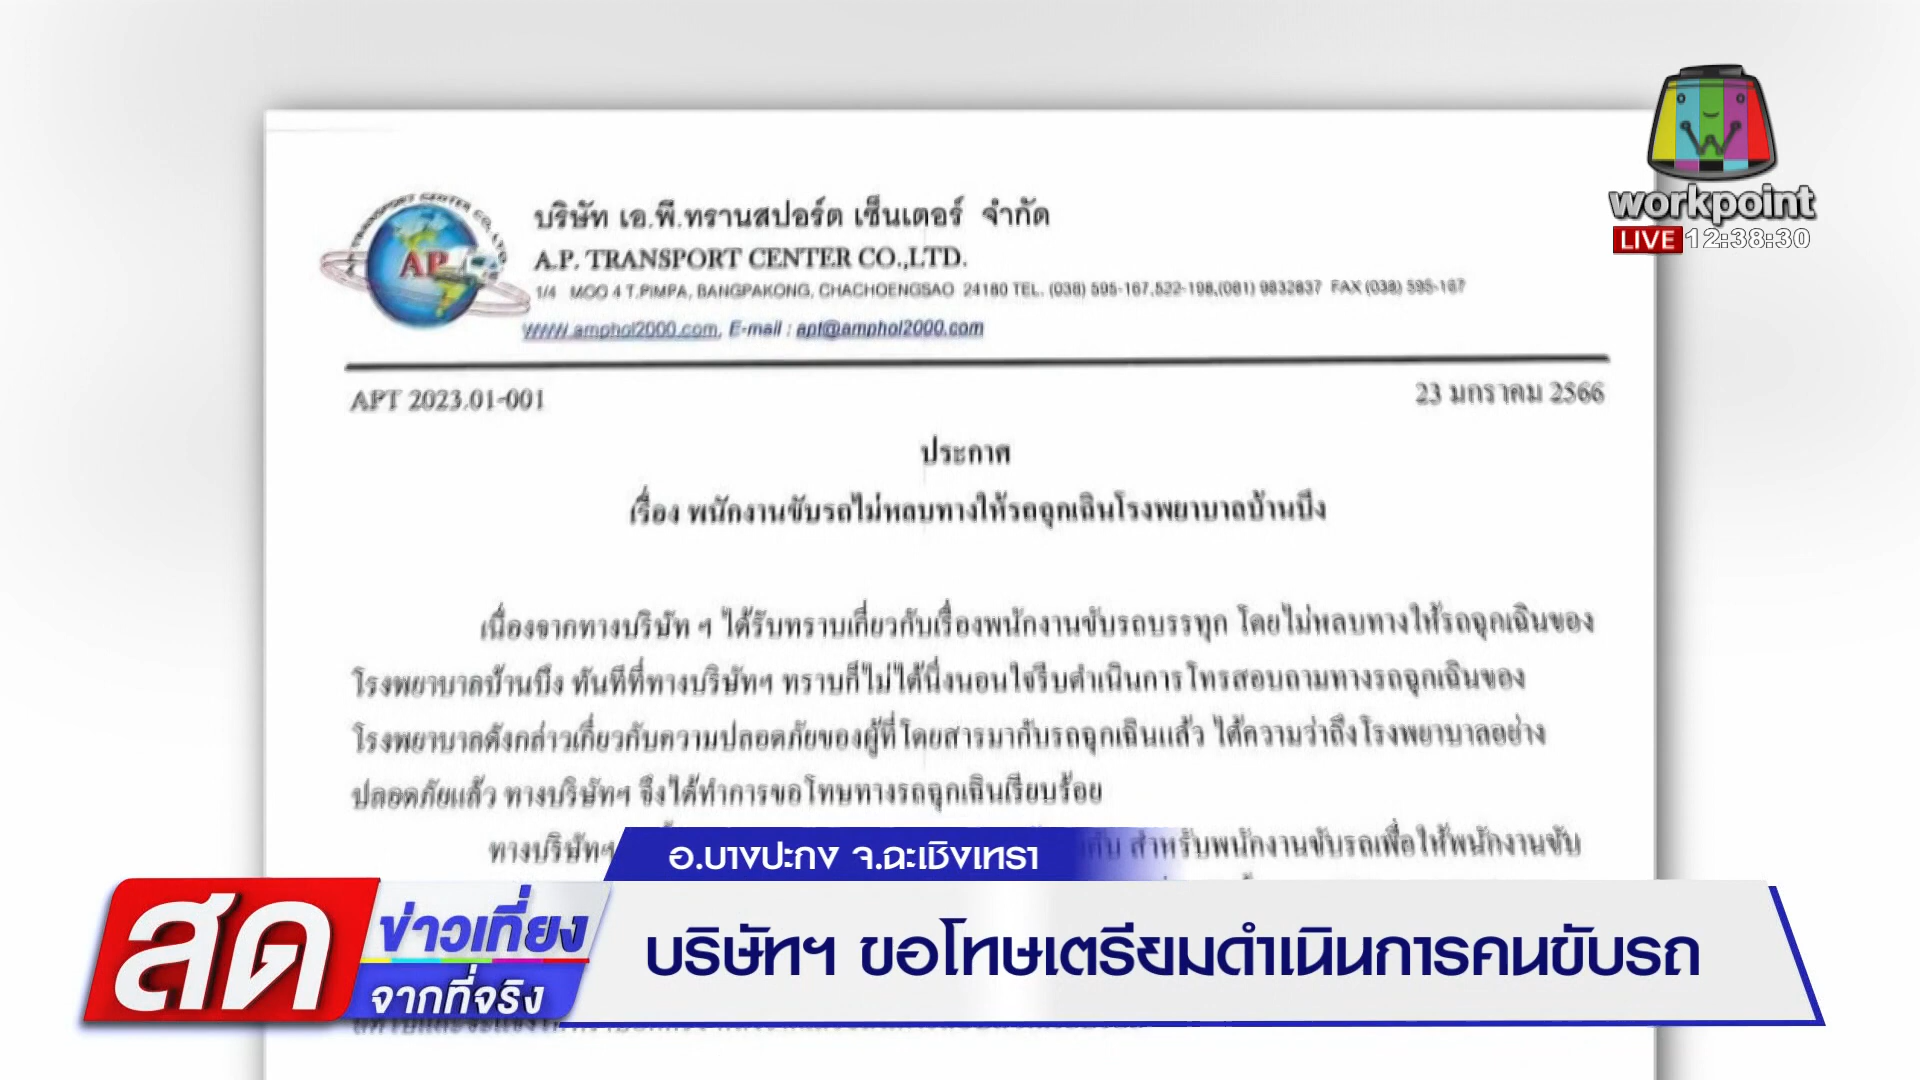 workpoint
LIVE 12:38:30
TRANSPORT CENTER CO., LTD.
AP
บริษัท เอ.พี.ทรานสปอร์ต เซ็นเตอร์ จำกัด
A.P. TRANSPORT CENTER CO.,LTD.
1/4 MOO 4 T.PIMPA, BANGPAKONG, CHACHOENGSAO 24180 TEL. (038) 595-167,522-198,(081) 9832837 FAX (038) 595-167
www.amphol2000.com, E-mail : apt@amphol2000.com
APT 2023.01-001
23 มกราคม 2566
ประกาศ
เรื่อง พนักงานขับรถไม่หลบทางให้รถฉุกเฉินโรงพยาบาลบ้านบึง
เนื่องจากทางบริษัท ฯ ได้รับทราบเกี่ยวกับเรื่องพนักงานขับรถบรรทุก โดยไม่หลบทางให้รถฉุกเฉินของ
โรงพยาบาลบ้านบึง ทันทีที่ทางบริษัทฯ ทราบก็ไม่ได้นิ่งนอนใจรีบดำเนินการโทรสอบถามทางรถฉุกเฉินของ
โรงพยาบาลดังกล่าวเกี่ยวกับความปลอดภัยของผู้ที่โดยสารมากับรถฉุกเฉินแล้ว ได้ความว่าถึงโรงพยาบาลอย่าง
ปลอดภัยแล้ว ทางบริษัทฯ จึงได้ทำการขอโทษทางรถฉุกเฉินเรียบร้อย
ทางบริษัทฯ สำหรับพนักงานขับรถเพื่อให้พนักงานขับ
อ.บางปะกง จ.ฉะเชิงเทรา
สด ข่าวเที่ยง
จากที่จริง
บริษัทฯ ขอโทษเตรียมดำเนินการคนขับรถ